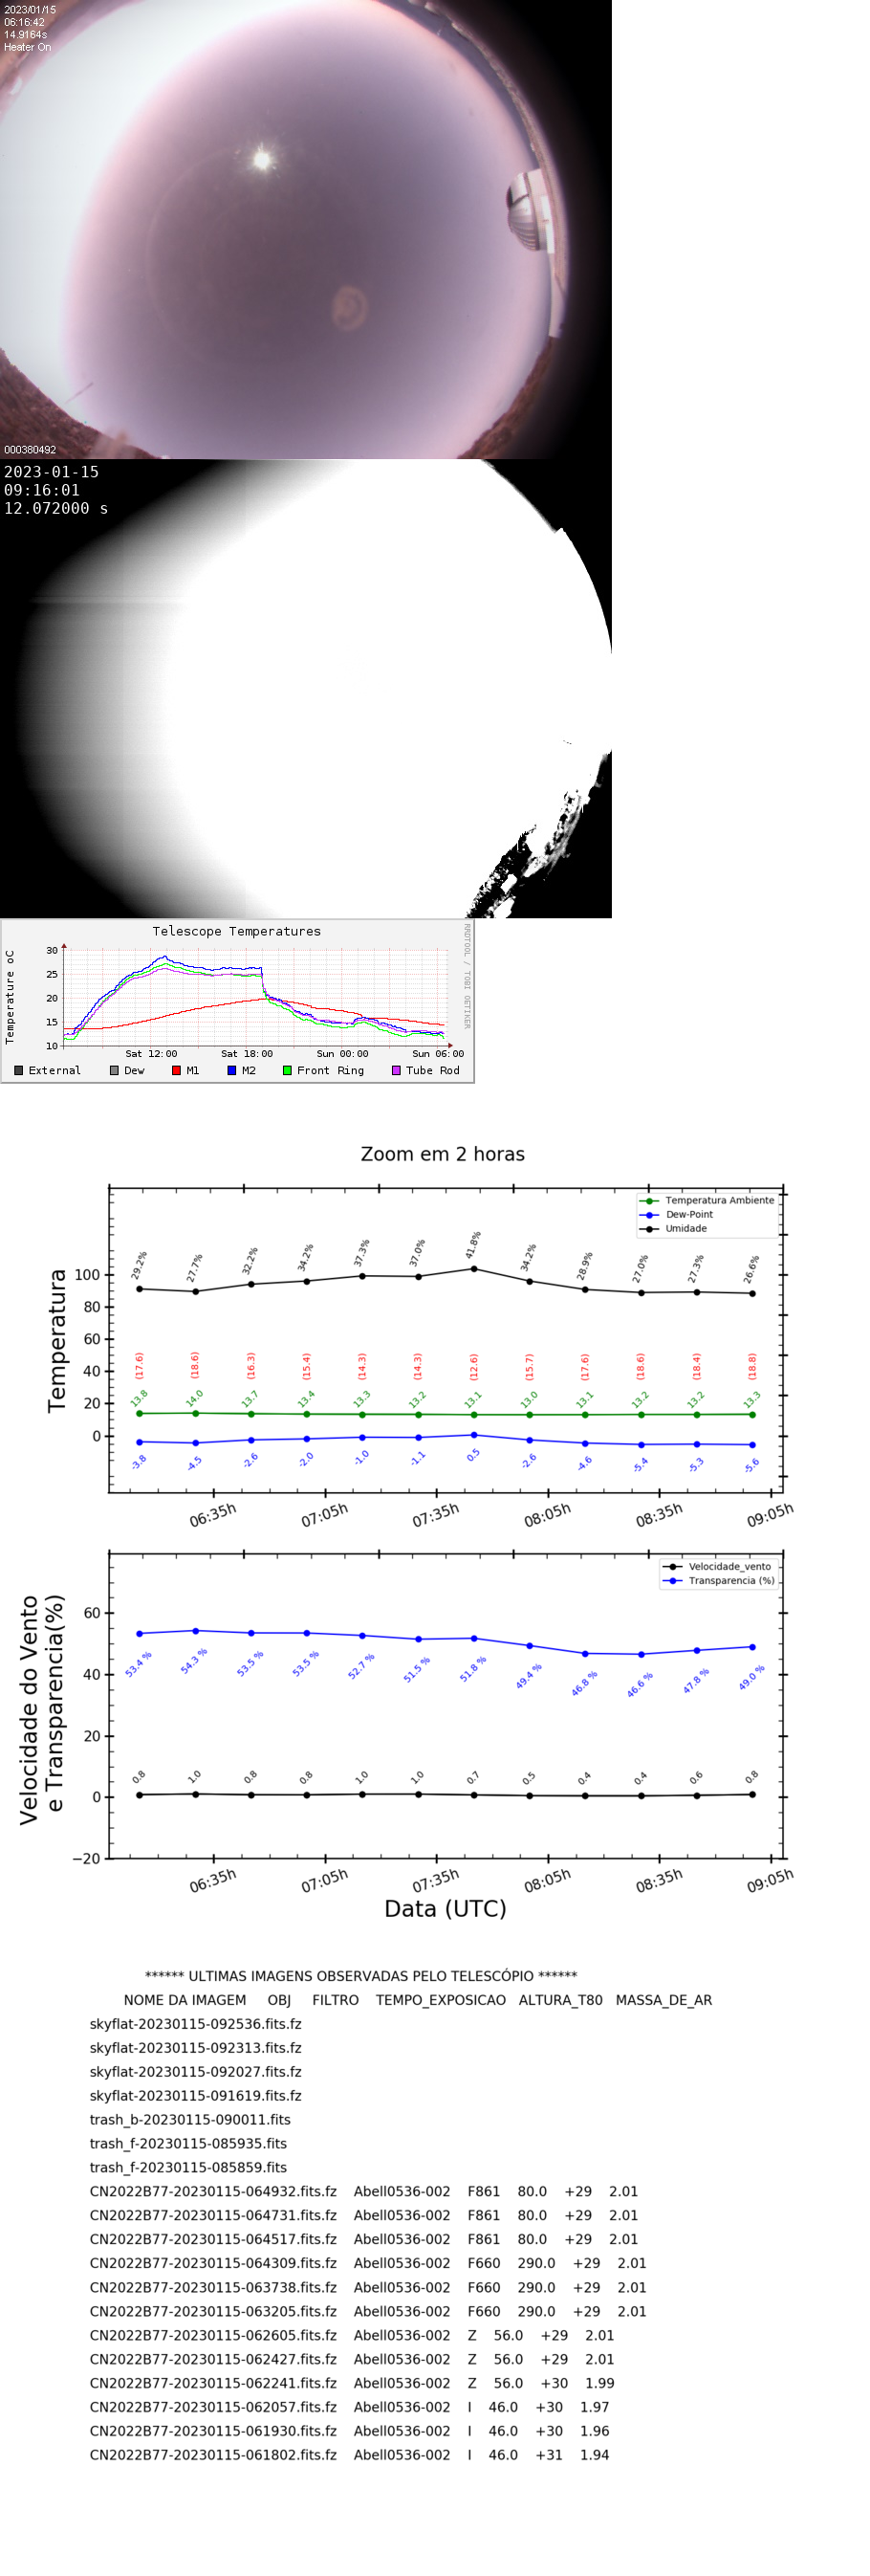 2023/01/15
06:16:42
14.9164s
Heater On
000380492
2023-01-15
09:16:01
12.072000 s
Telescope Temperatures
RRDTOOL / TOBI OETIKER
Temperature oC
30
25
20
15
10
Sat 12:00 Sat 18:00 Sun 00:00 Sun 06:00
External Dew M1 M2 Front Ring Tube Rod
Zoom em 2 horas
Temperatura Ambiente
Dew-Point
Umidade
Temperatura
100
80
60
40
20
0
29.2% 27.7% 32.2% 34.2% 37.3% 37.0% 41.8% 34.2% 28.9% 27.0% 27.3% 26.6%
(17.6) (18.6) (16.3) (15.4) (14.3) (14.3) (12.6) (15.7) (17.6) (18.6) (18.4) (18.8)
13.8 14.0 13.7 13.4 13.3 13.2 13.1 13.0 13.1 13.2 13.2 13.3
-3.8 -4.5 -2.6 -2.0 -1.0 -1.1 0.5 -2.6 -4.6 -5.4 -5.3 -5.6
06:35h 07:05h 07:35h 08:05h 08:35h 09:05h
Velocidade_vento
Transparencia (%)
Velocidade do Vento
e Transparencia(%)
60
40
20
0
−20
53.4 % 54.3 % 53.5 % 53.5 % 52.7 % 51.5 % 51.8 % 49.4 % 46.8 % 46.6 % 47.8 % 49.0 %
0.8 1.0 0.8 0.8 1.0 1.0 0.7 0.5 0.4 0.4 0.6 0.8
06:35h 07:05h 07:35h 08:05h 08:35h 09:05h
Data (UTC)
****** ULTIMAS IMAGENS OBSERVADAS PELO TELESCÓPIO ******
NOME DA IMAGEM OBJ FILTRO TEMPO_EXPOSICAO ALTURA_T80 MASSA_DE_AR
skyflat-20230115-092536.fits.fz
skyflat-20230115-092313.fits.fz
skyflat-20230115-092027.fits.fz
skyflat-20230115-091619.fits.fz
trash_b-20230115-090011.fits
trash_f-20230115-085935.fits
trash_f-20230115-085859.fits
CN2022B77-20230115-064932.fits.fz Abell0536-002 F861 80.0 +29 2.01
CN2022B77-20230115-064731.fits.fz Abell0536-002 F861 80.0 +29 2.01
CN2022B77-20230115-064517.fits.fz Abell0536-002 F861 80.0 +29 2.01
CN2022B77-20230115-064309.fits.fz Abell0536-002 F660 290.0 +29 2.01
CN2022B77-20230115-063738.fits.fz Abell0536-002 F660 290.0 +29 2.01
CN2022B77-20230115-063205.fits.fz Abell0536-002 F660 290.0 +29 2.01
CN2022B77-20230115-062605.fits.fz Abell0536-002 Z 56.0 +29 2.01
CN2022B77-20230115-062427.fits.fz Abell0536-002 Z 56.0 +29 2.01
CN2022B77-20230115-062241.fits.fz Abell0536-002 Z 56.0 +30 1.99
CN2022B77-20230115-062057.fits.fz Abell0536-002 I 46.0 +30 1.97
CN2022B77-20230115-061930.fits.fz Abell0536-002 I 46.0 +30 1.96
CN2022B77-20230115-061802.fits.fz Abell0536-002 I 46.0 +31 1.94